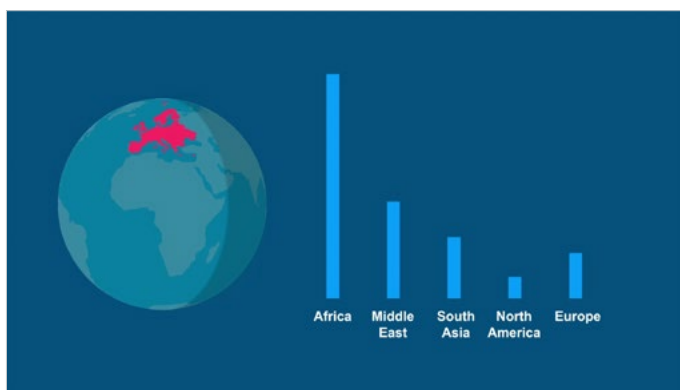 Africa
Middle
East
South
Asia
North
America
Europe